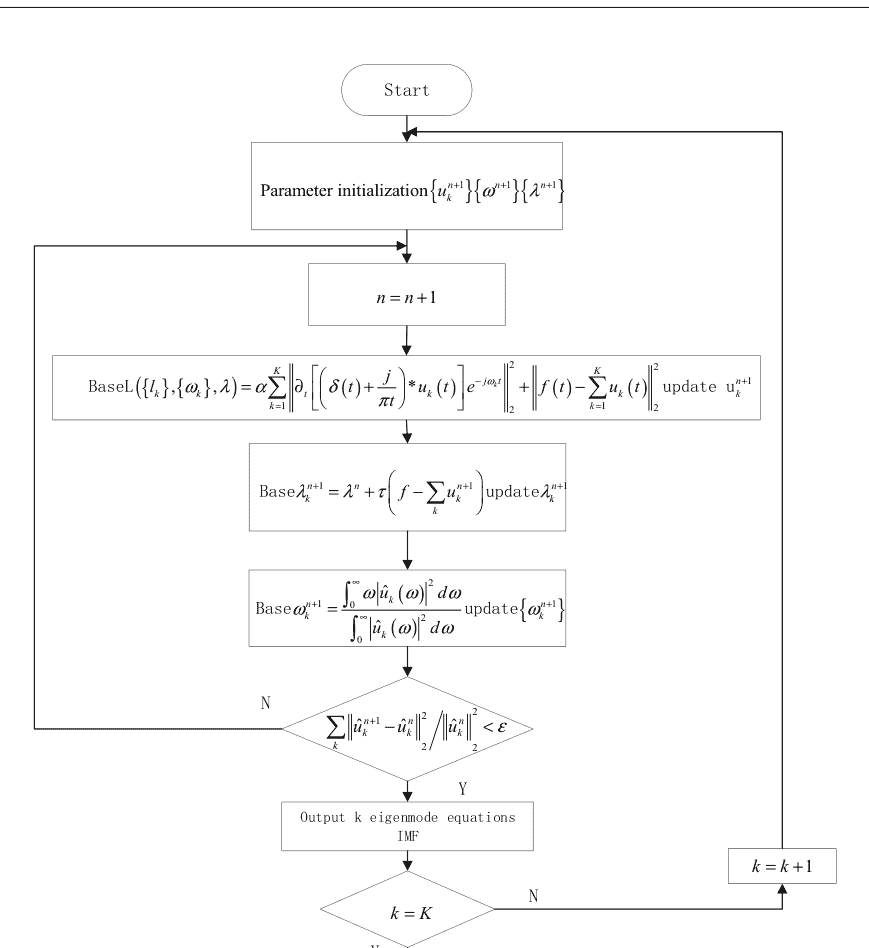 Start
Parameter initialization{u_k^{n+1}}{ω^{n+1}}{λ^{n+1}}
n = n+1
BaseL({l_k},{ω_k},λ)=α∑_{k=1}^{K}‖∂_t[(δ(t)+j/πt)*u_k(t)]e^{-jω_k t}‖_2^2+‖f(t)−∑_{k=1}^{K}u_k(t)‖_2^2 update u_k^{n+1}
Baseλ_k^{n+1}=λ^n+τ(f−∑_k u_k^{n+1})updateλ_k^{n+1}
Baseω_k^{n+1}=∫_0^∞ω|û_k(ω)|^2 dω/∫_0^∞|û_k(ω)|^2 dω update{ω_k^{n+1}}
N
∑_k‖û_k^{n+1}−û_k^n‖_2^2/‖û_k^n‖_2^2<ε
Y
Output k eigenmode equations
IMF
k = k+1
N
k = K